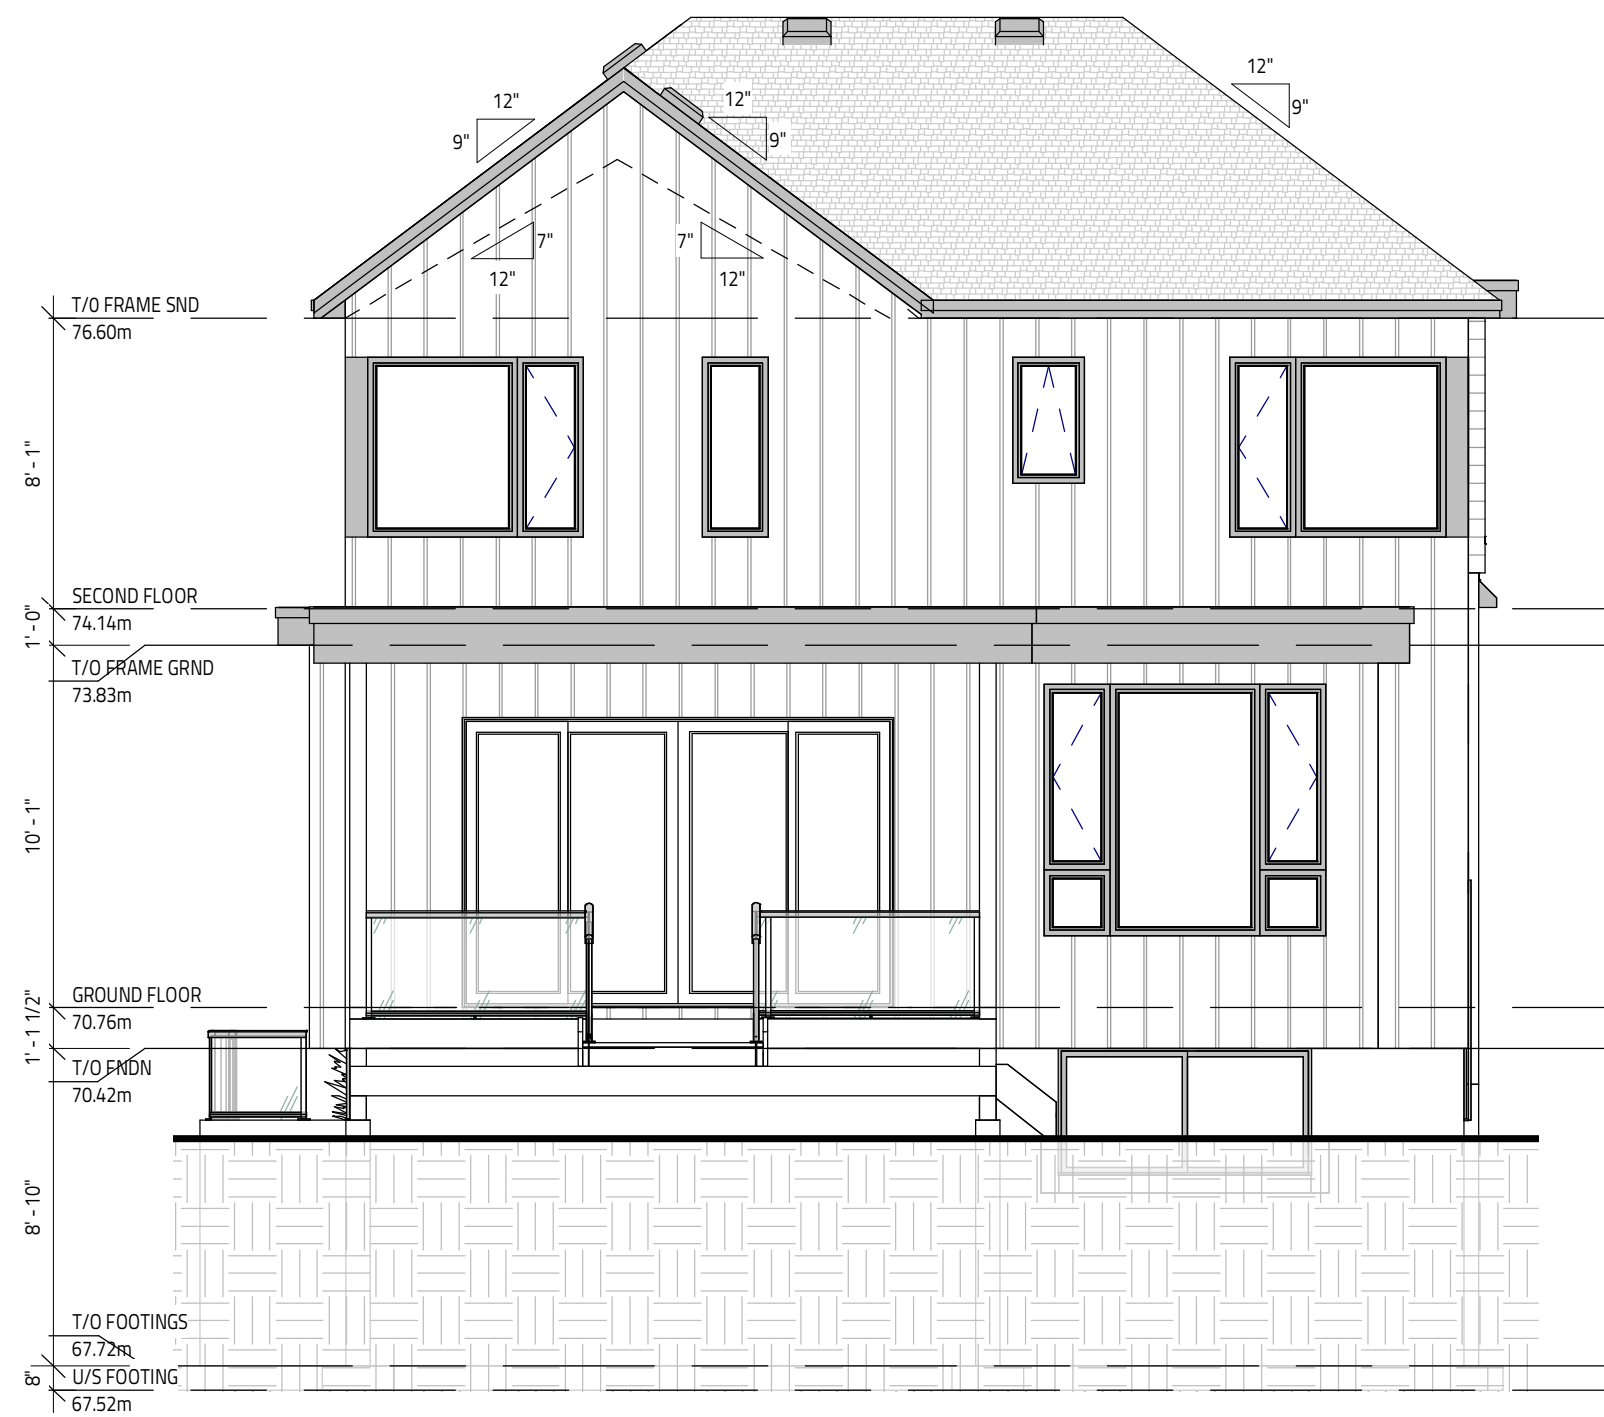 12"
9"
12"
9"
12"
9"
7"
12"
7"
12"
T/O FRAME SND
76.60m
8' - 1"
SECOND FLOOR
74.14m
1' - 0"
T/O FRAME GRND
73.83m
10' - 1"
GROUND FLOOR
70.76m
1' - 1 1/2"
T/O FNDN
70.42m
8' - 10"
T/O FOOTINGS
67.72m
8"
U/S FOOTING
67.52m